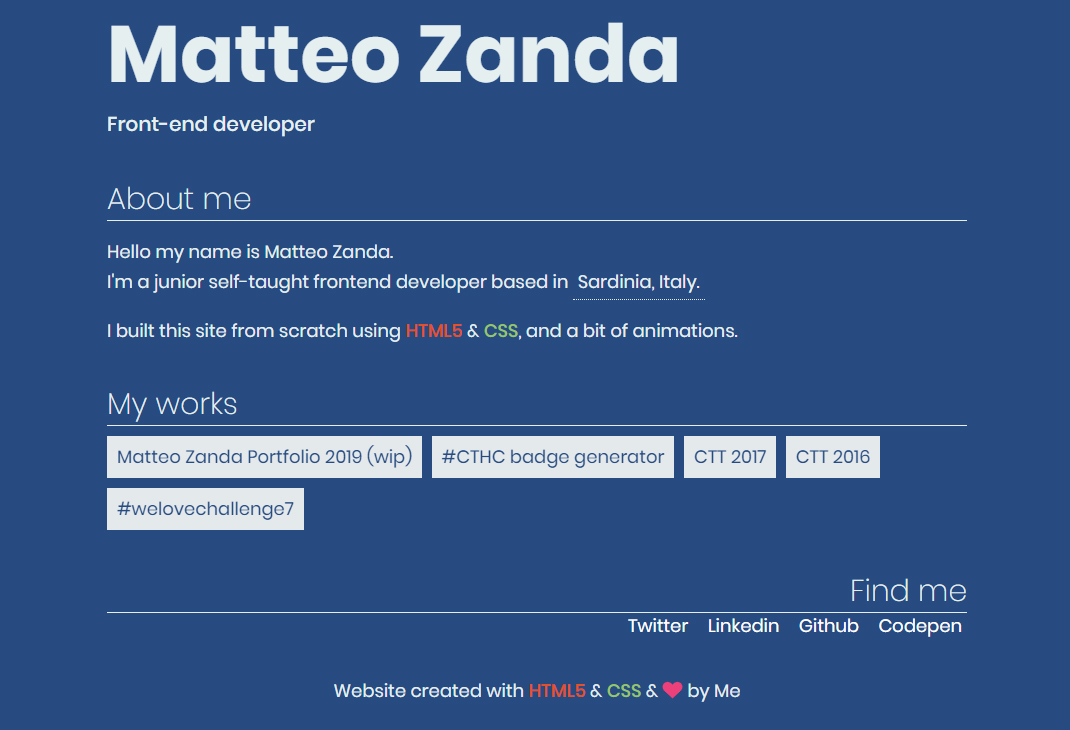 Matteo Zanda
Front-end developer
About me
Hello my name is Matteo Zanda.
I'm a junior self-taught frontend developer based in Sardinia, Italy.
I built this site from scratch using HTML5 & CSS, and a bit of animations.
My works
Matteo Zanda Portfolio 2019 (wip) #CTHC badge generator CTT 2017 CTT 2016
#welovechallenge7
Find me
Twitter Linkedin Github Codepen
Website created with HTML5 & CSS & ♥ by Me